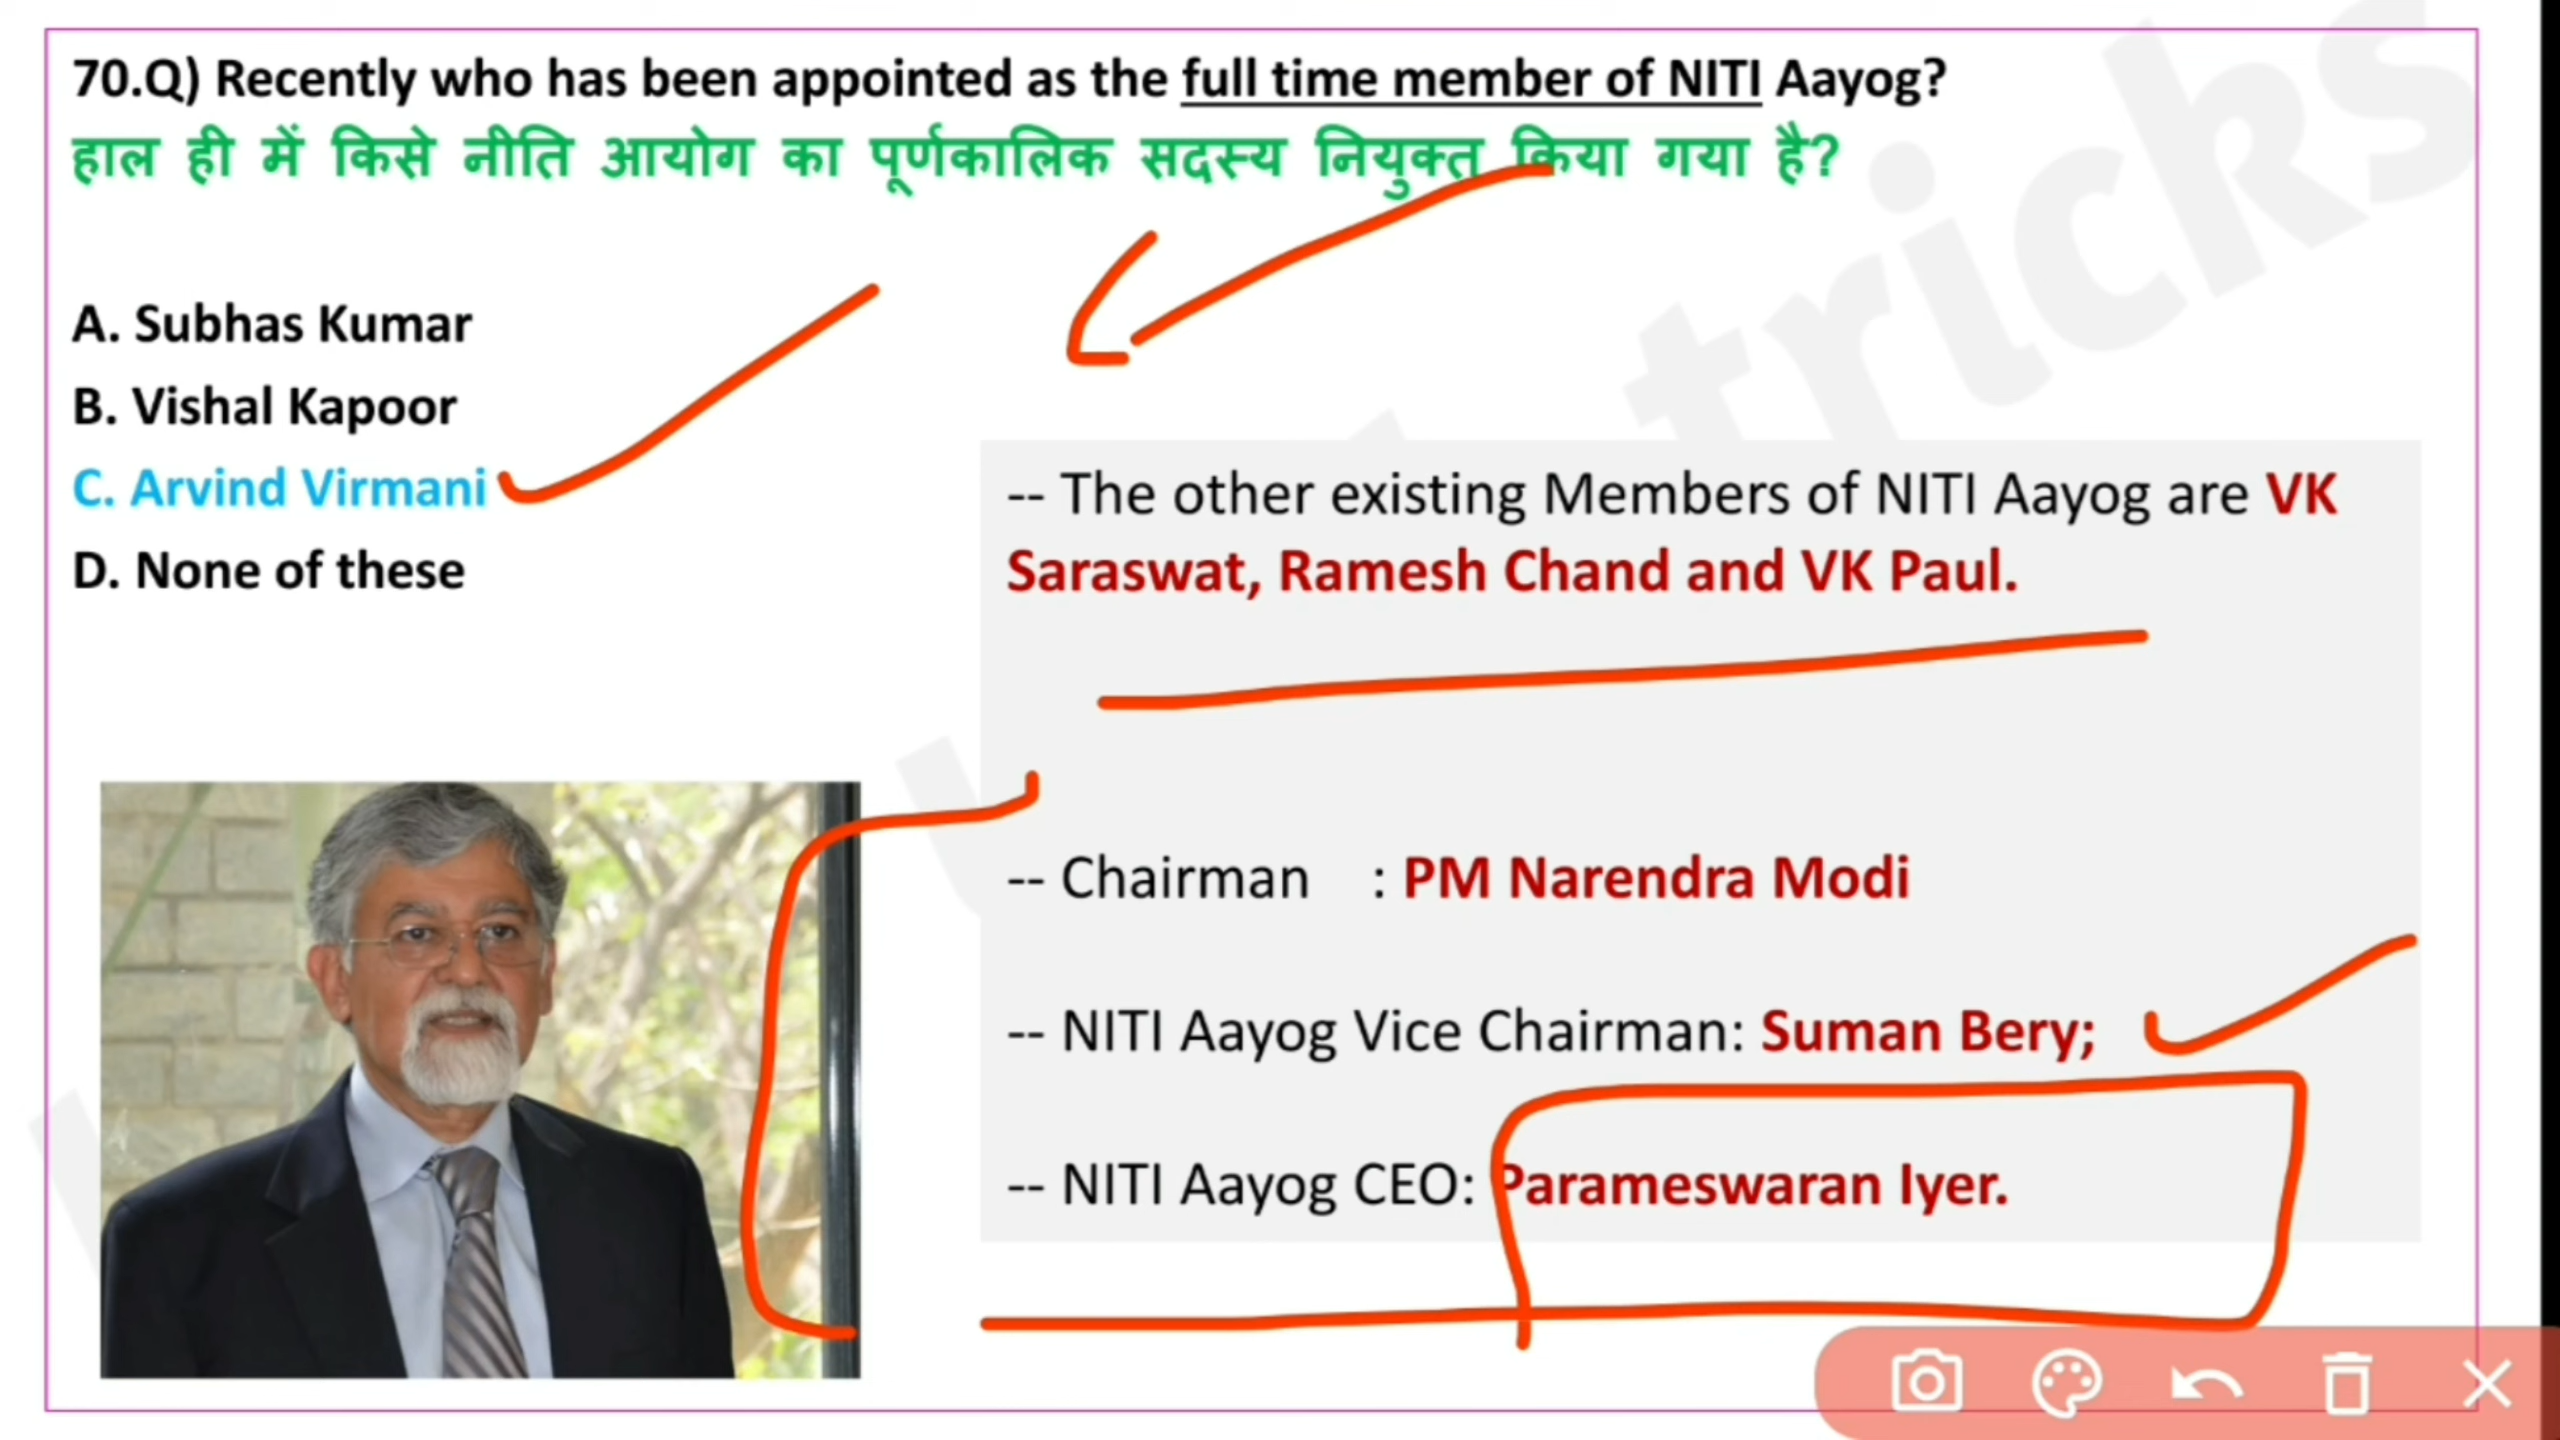 70.Q) Recently who has been appointed as the full time member of NITI Aayog?
हाल ही में किसे नीति आयोग का पूर्णकालिक सदस्य नियुक्त किया गया है?
A. Subhas Kumar
B. Vishal Kapoor
C. Arvind Virmani
D. None of these
-- The other existing Members of NITI Aayog are VK
Saraswat, Ramesh Chand and VK Paul.
-- Chairman : PM Narendra Modi
-- NITI Aayog Vice Chairman: Suman Bery;
-- NITI Aayog CEO: Parameswaran Iyer.
tricks